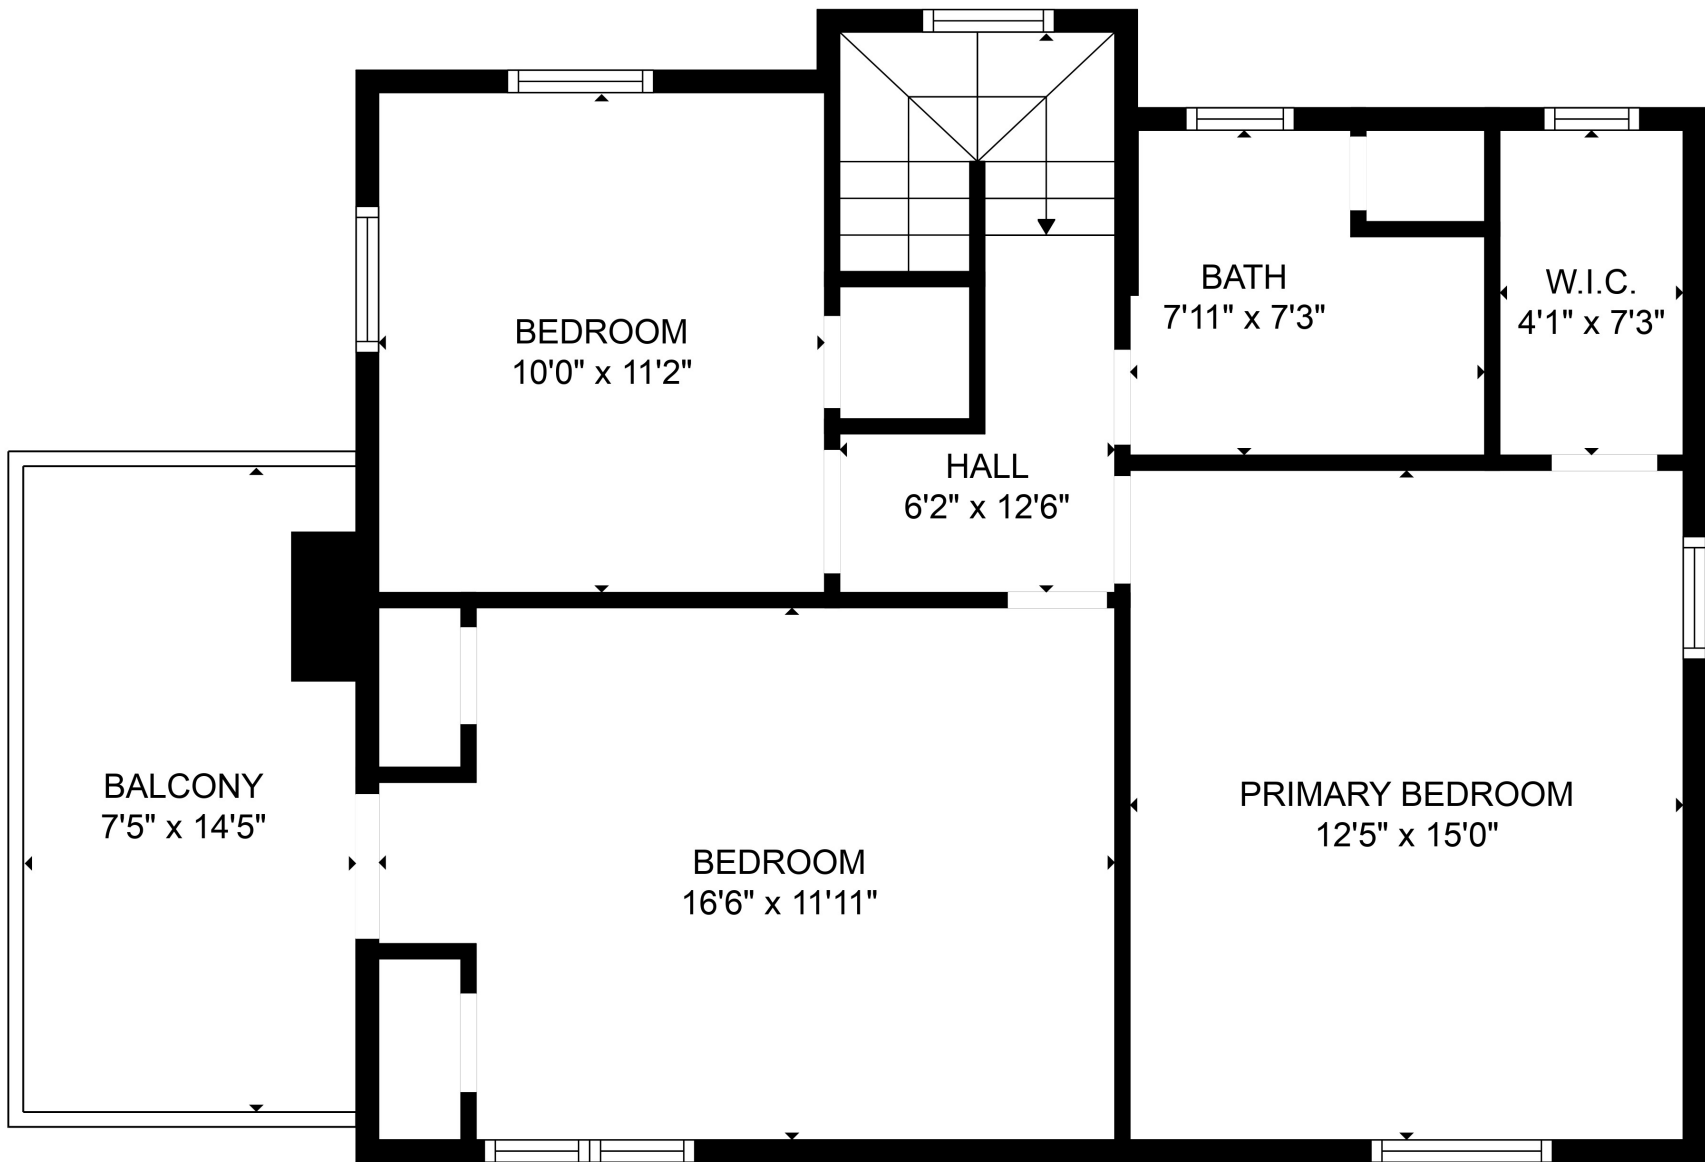 BEDROOM
10'0" x 11'2"
BATH
7'11" x 7'3"
W.I.C.
4'1" x 7'3"
HALL
6'2" x 12'6"
BALCONY
7'5" x 14'5"
BEDROOM
16'6" x 11'11"
PRIMARY BEDROOM
12'5" x 15'0"